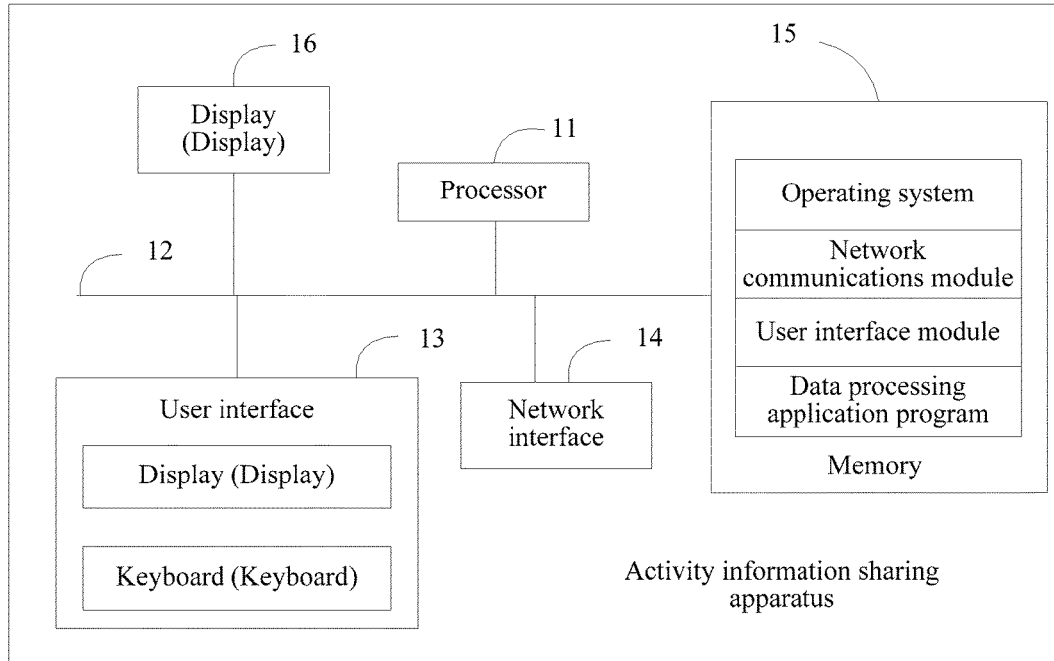 16
15
Display
(Display)
11
Processor
Operating system
12
Network
communications module
User interface module
13
14
Data processing
application program
User interface
Network
interface
Memory
Display (Display)
Keyboard (Keyboard)
Activity information sharing
apparatus